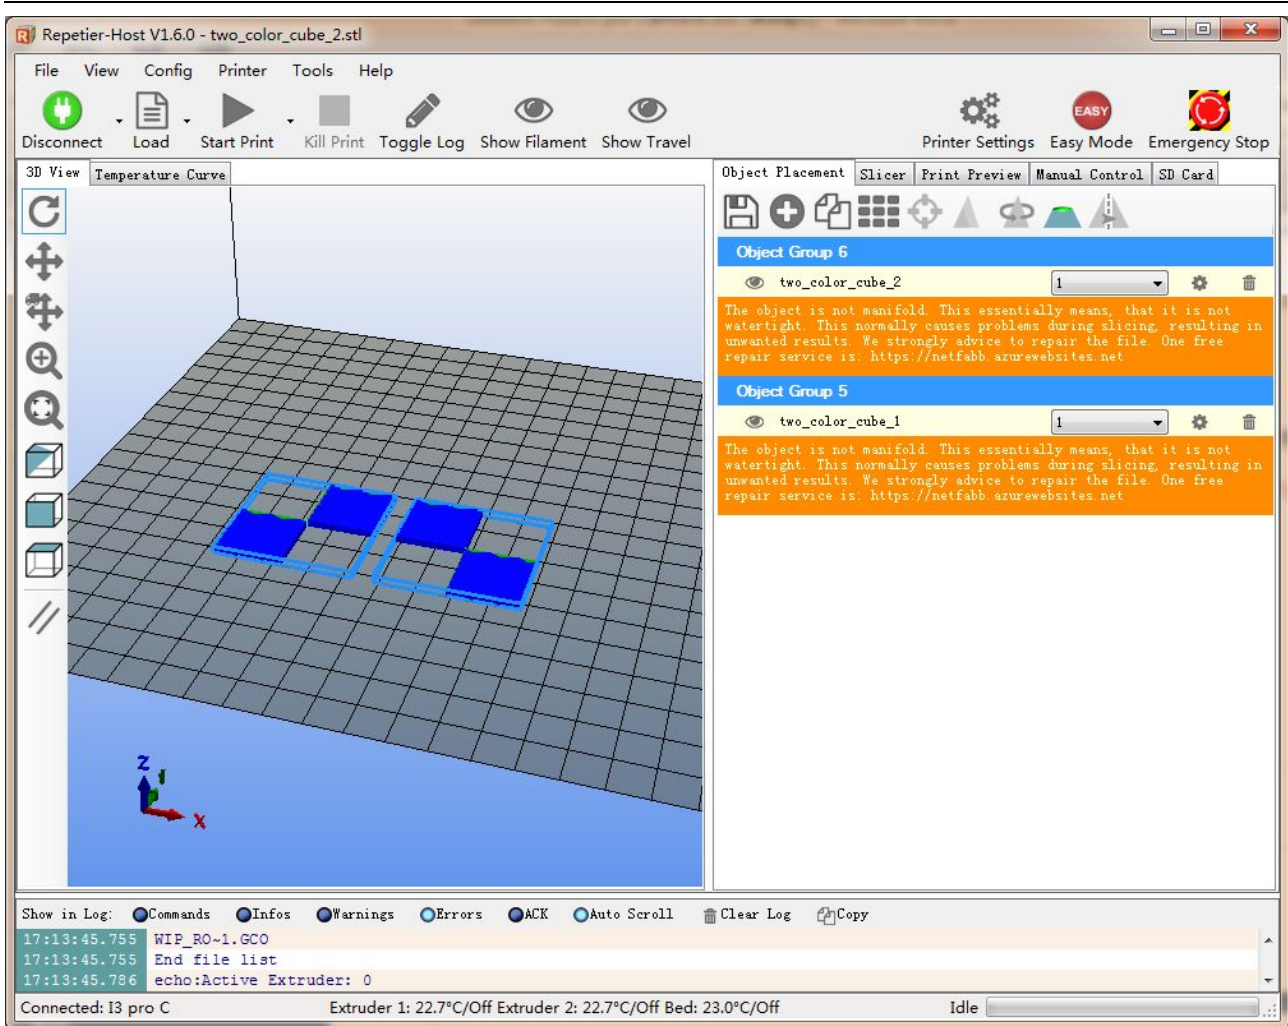 Repetier-Host V1.6.0 - two_color_cube_2.stl
File View Config Printer Tools Help
Disconnect Load Start Print Kill Print Toggle Log Show Filament Show Travel Printer Settings Easy Mode Emergency Stop
EASY
3D View Temperature Curve
Object Placement Slicer Print Preview Manual Control SD Card
Object Group 6
two_color_cube_2 1
The object is not manifold. This essentially means, that it is not
watertight. This normally causes problems during slicing, resulting in
unwanted results. We strongly advice to repair the file. One free
repair service is: https://netfabb.azurewebsites.net
Object Group 5
two_color_cube_1 1
The object is not manifold. This essentially means, that it is not
watertight. This normally causes problems during slicing, resulting in
unwanted results. We strongly advice to repair the file. One free
repair service is: https://netfabb.azurewebsites.net
Z
X
Show in Log: Commands Infos Warnings Errors ACK Auto Scroll Clear Log Copy
17:13:45.755 WIP_RO~1.GCO
17:13:45.755 End file list
17:13:45.786 echo:Active Extruder: 0
Connected: I3 pro C Extruder 1: 22.7°C/Off Extruder 2: 22.7°C/Off Bed: 23.0°C/Off Idle